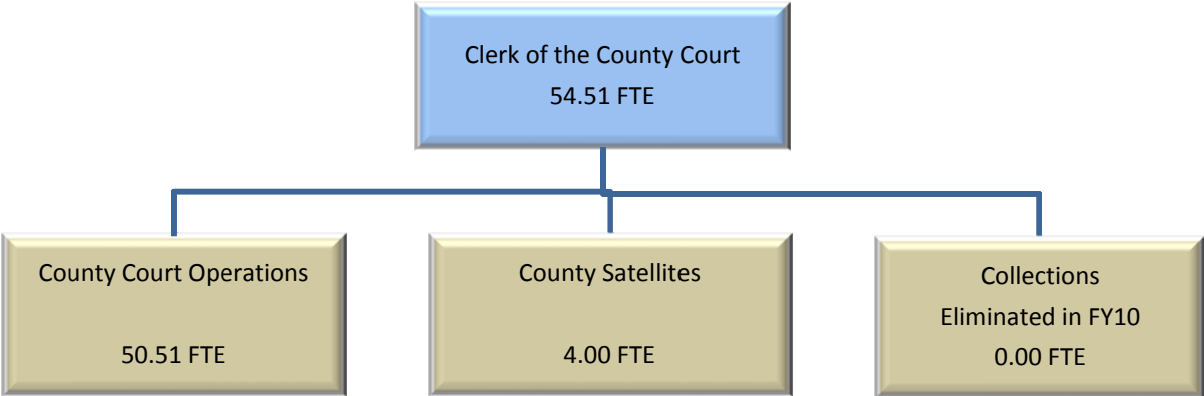 Clerk of the County Court
54.51 FTE
County Court Operations
50.51 FTE
County Satellites
4.00 FTE
Collections
Eliminated in FY10
0.00 FTE